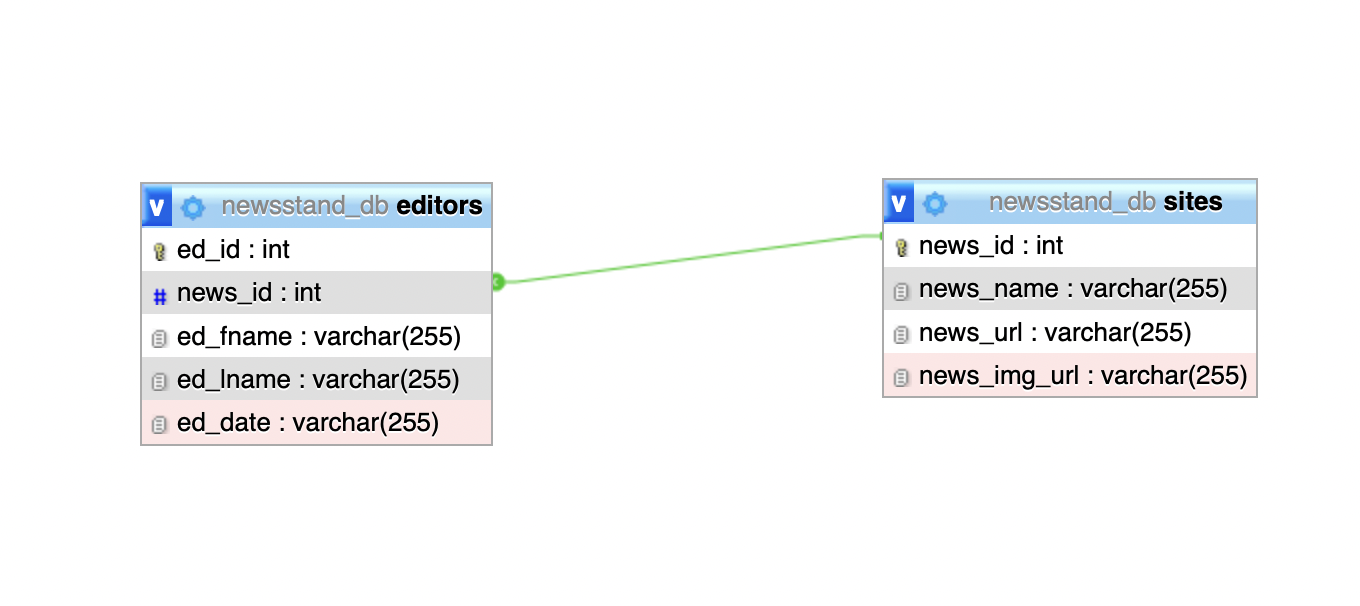 v newsstand_db editors
ed_id : int
# news_id : int
ed_fname : varchar(255)
ed_lname : varchar(255)
ed_date : varchar(255)
v newsstand_db sites
news_id : int
news_name : varchar(255)
news_url : varchar(255)
news_img_url : varchar(255)